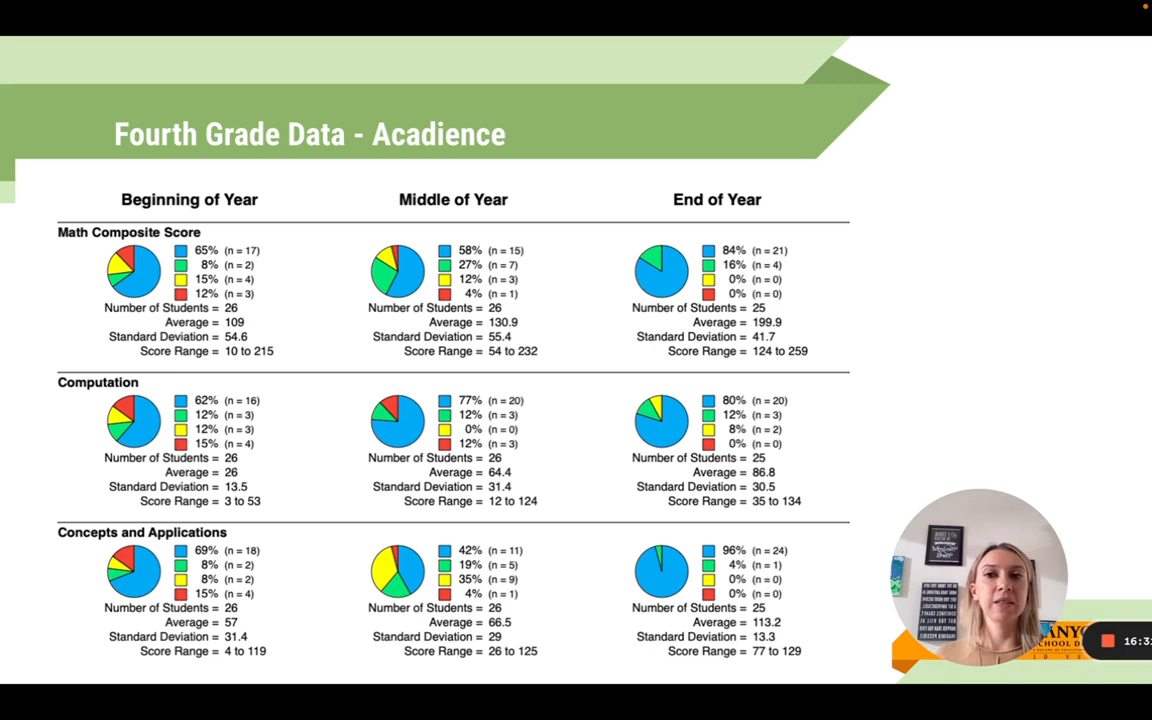 Fourth Grade Data - Acadience
Beginning of Year Middle of Year End of Year
Math Composite Score
65% (n = 17) 58% (n = 15) 84% (n = 21)
8% (n = 2) 27% (n = 7) 16% (n = 4)
15% (n = 4) 12% (n = 3) 0% (n = 0)
12% (n = 3) 4% (n = 1) 0% (n = 0)
Number of Students = 26 Number of Students = 26 Number of Students = 25
Average = 109 Average = 130.9 Average = 199.9
Standard Deviation = 54.6 Standard Deviation = 55.4 Standard Deviation = 41.7
Score Range = 10 to 215 Score Range = 54 to 232 Score Range = 124 to 259
Computation
62% (n = 16) 77% (n = 20) 80% (n = 20)
12% (n = 3) 12% (n = 3) 12% (n = 3)
12% (n = 3) 0% (n = 0) 8% (n = 2)
15% (n = 4) 12% (n = 3) 0% (n = 0)
Number of Students = 26 Number of Students = 26 Number of Students = 25
Average = 26 Average = 64.4 Average = 86.8
Standard Deviation = 13.5 Standard Deviation = 31.4 Standard Deviation = 30.5
Score Range = 3 to 53 Score Range = 12 to 124 Score Range = 35 to 134
Concepts and Applications
69% (n = 18) 42% (n = 11) 96% (n = 24)
8% (n = 2) 19% (n = 5) 4% (n = 1)
8% (n = 2) 35% (n = 9) 0% (n = 0)
15% (n = 4) 4% (n = 1) 0% (n = 0)
Number of Students = 26 Number of Students = 26 Number of Students = 25
Average = 57 Average = 66.5 Average = 113.2
Standard Deviation = 31.4 Standard Deviation = 29 Standard Deviation = 13.3
Score Range = 4 to 119 Score Range = 26 to 125 Score Range = 77 to 129
SCHOOL
16:3